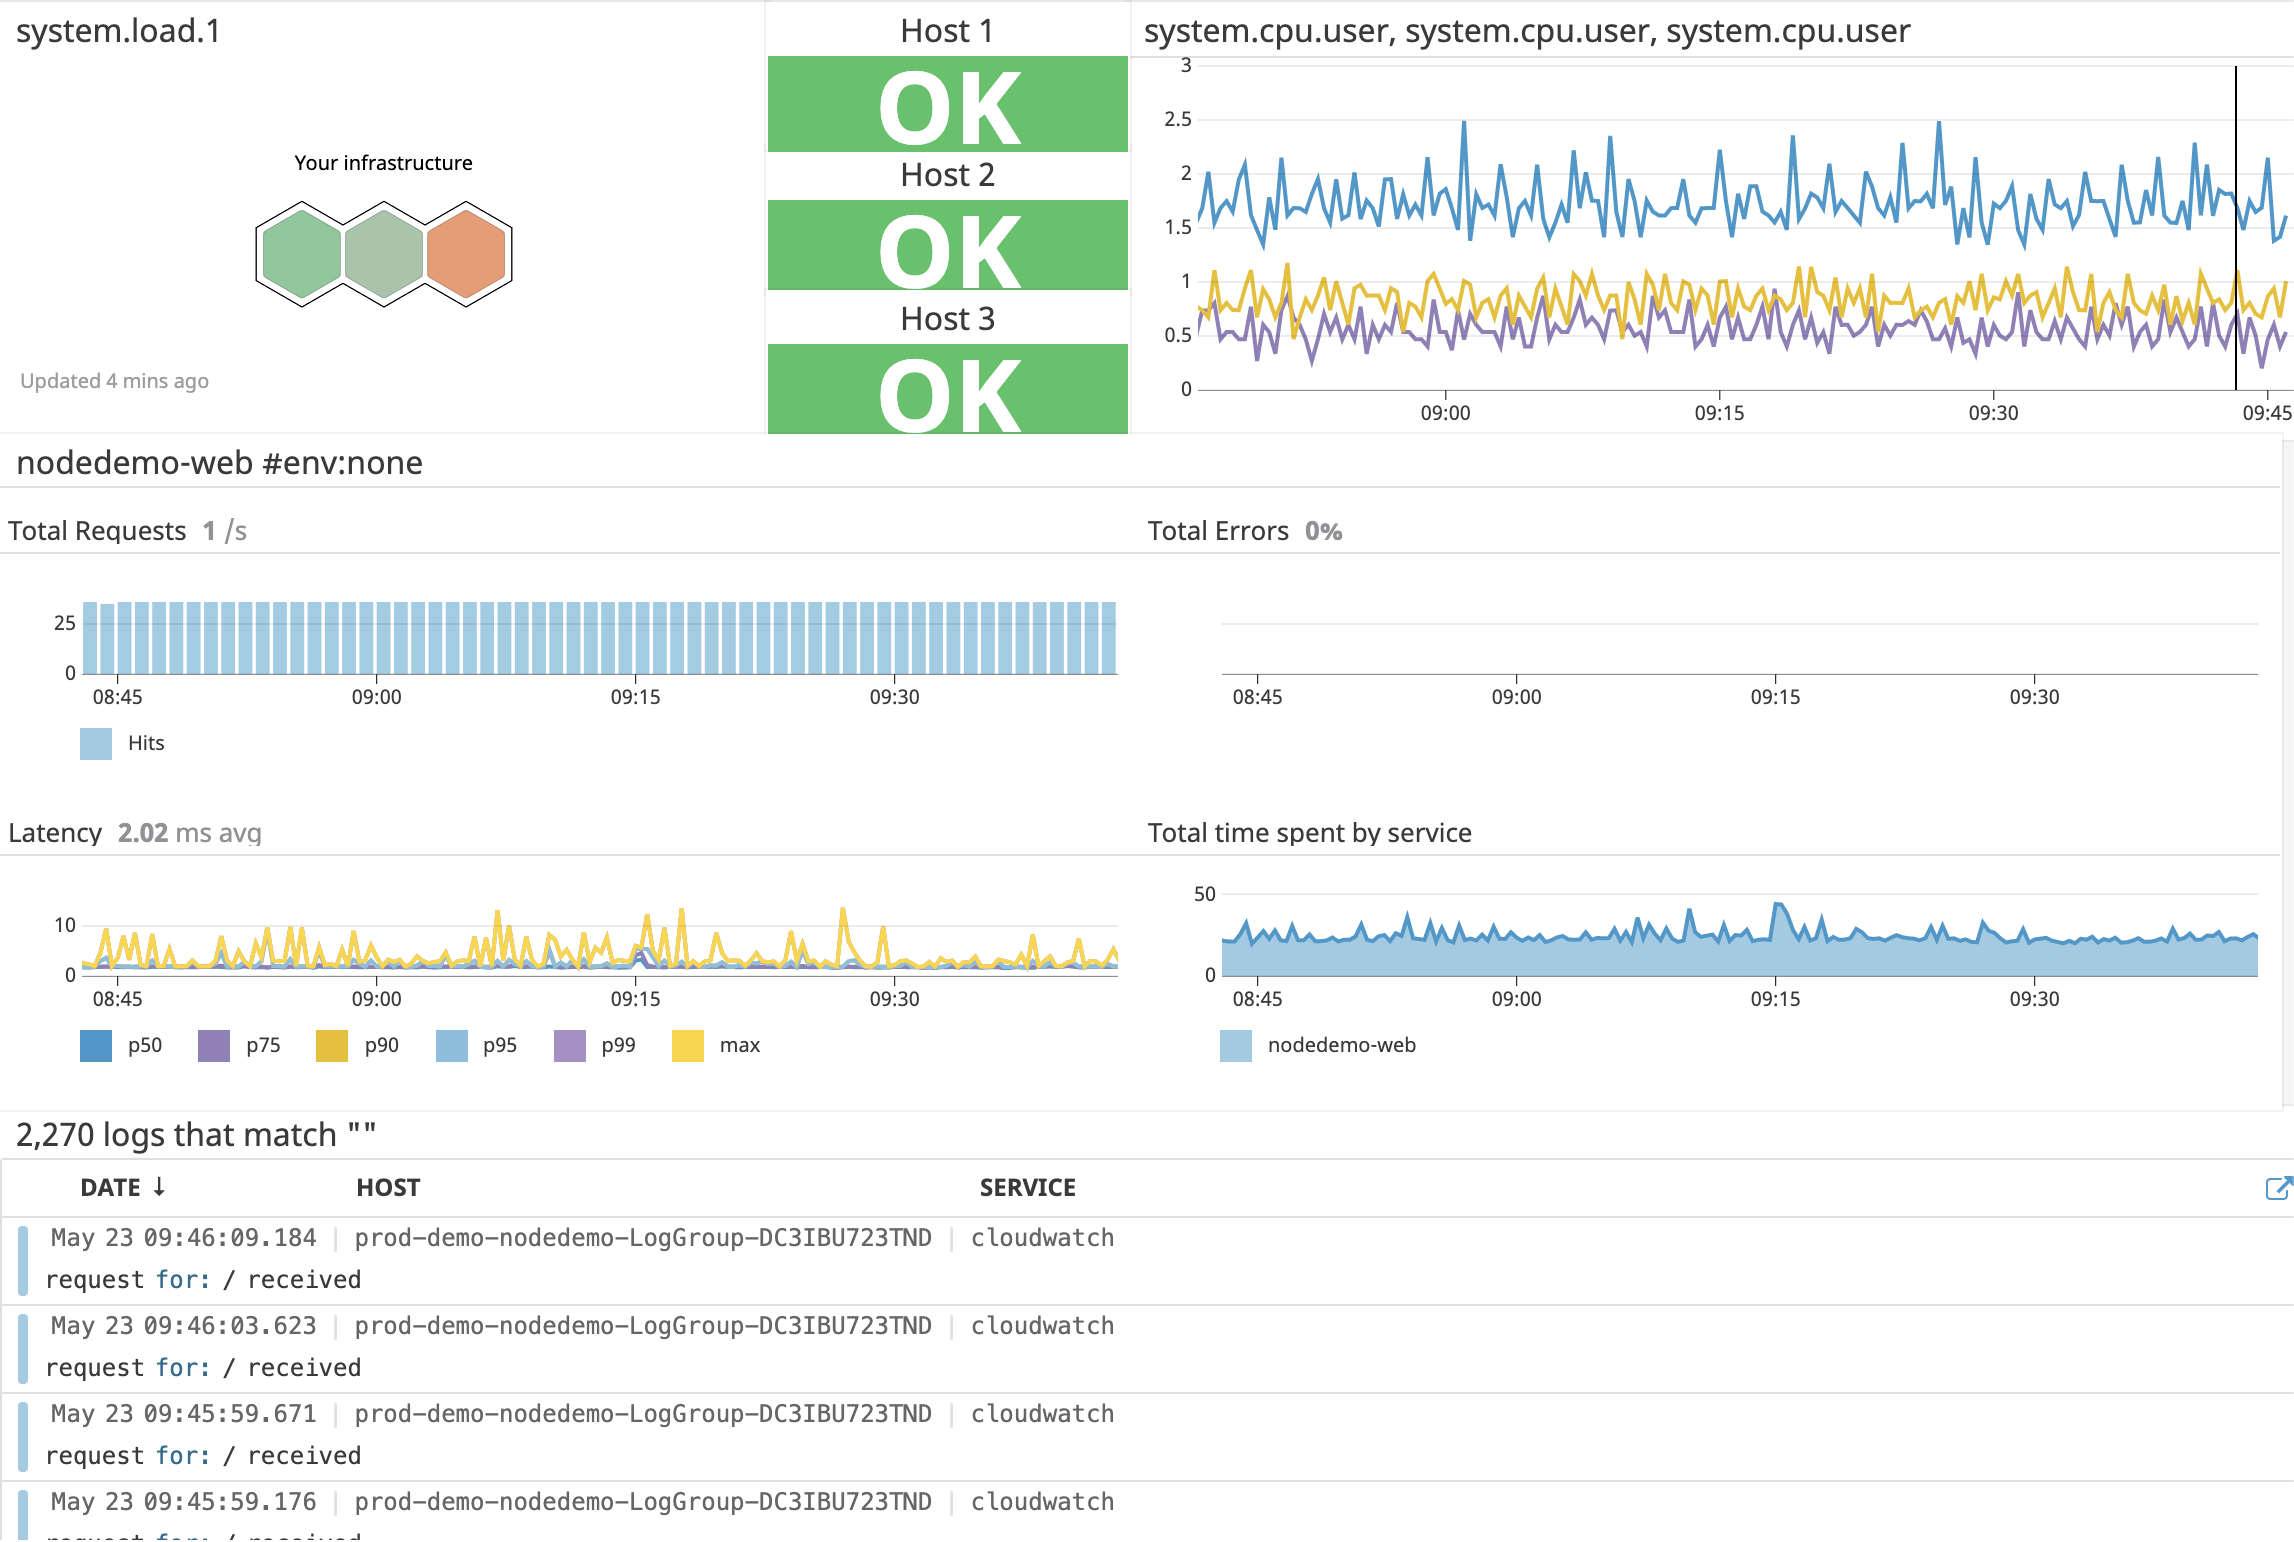 system.load.1
Your infrastructure
Updated 4 mins ago
Host 1
OK
Host 2
OK
Host 3
OK
system.cpu.user, system.cpu.user, system.cpu.user
3
2.5
2
1.5
1
0.5
0
09:00 09:15 09:30 09:45
nodedemo-web #env:none
Total Requests 1 /s
25
0
08:45 09:00 09:15 09:30
Hits
Total Errors 0%
08:45 09:00 09:15 09:30
Latency 2.02 ms avg
10
0
08:45 09:00 09:15 09:30
p50 p75 p90 p95 p99 max
Total time spent by service
50
0
08:45 09:00 09:15 09:30
nodedemo-web
2,270 logs that match ""
DATE ↓ HOST SERVICE
May 23 09:46:09.184 | prod-demo-nodedemo-LogGroup-DC3IBU723TND | cloudwatch
request for: / received
May 23 09:46:03.623 | prod-demo-nodedemo-LogGroup-DC3IBU723TND | cloudwatch
request for: / received
May 23 09:45:59.671 | prod-demo-nodedemo-LogGroup-DC3IBU723TND | cloudwatch
request for: / received
May 23 09:45:59.176 | prod-demo-nodedemo-LogGroup-DC3IBU723TND | cloudwatch
request for: / received